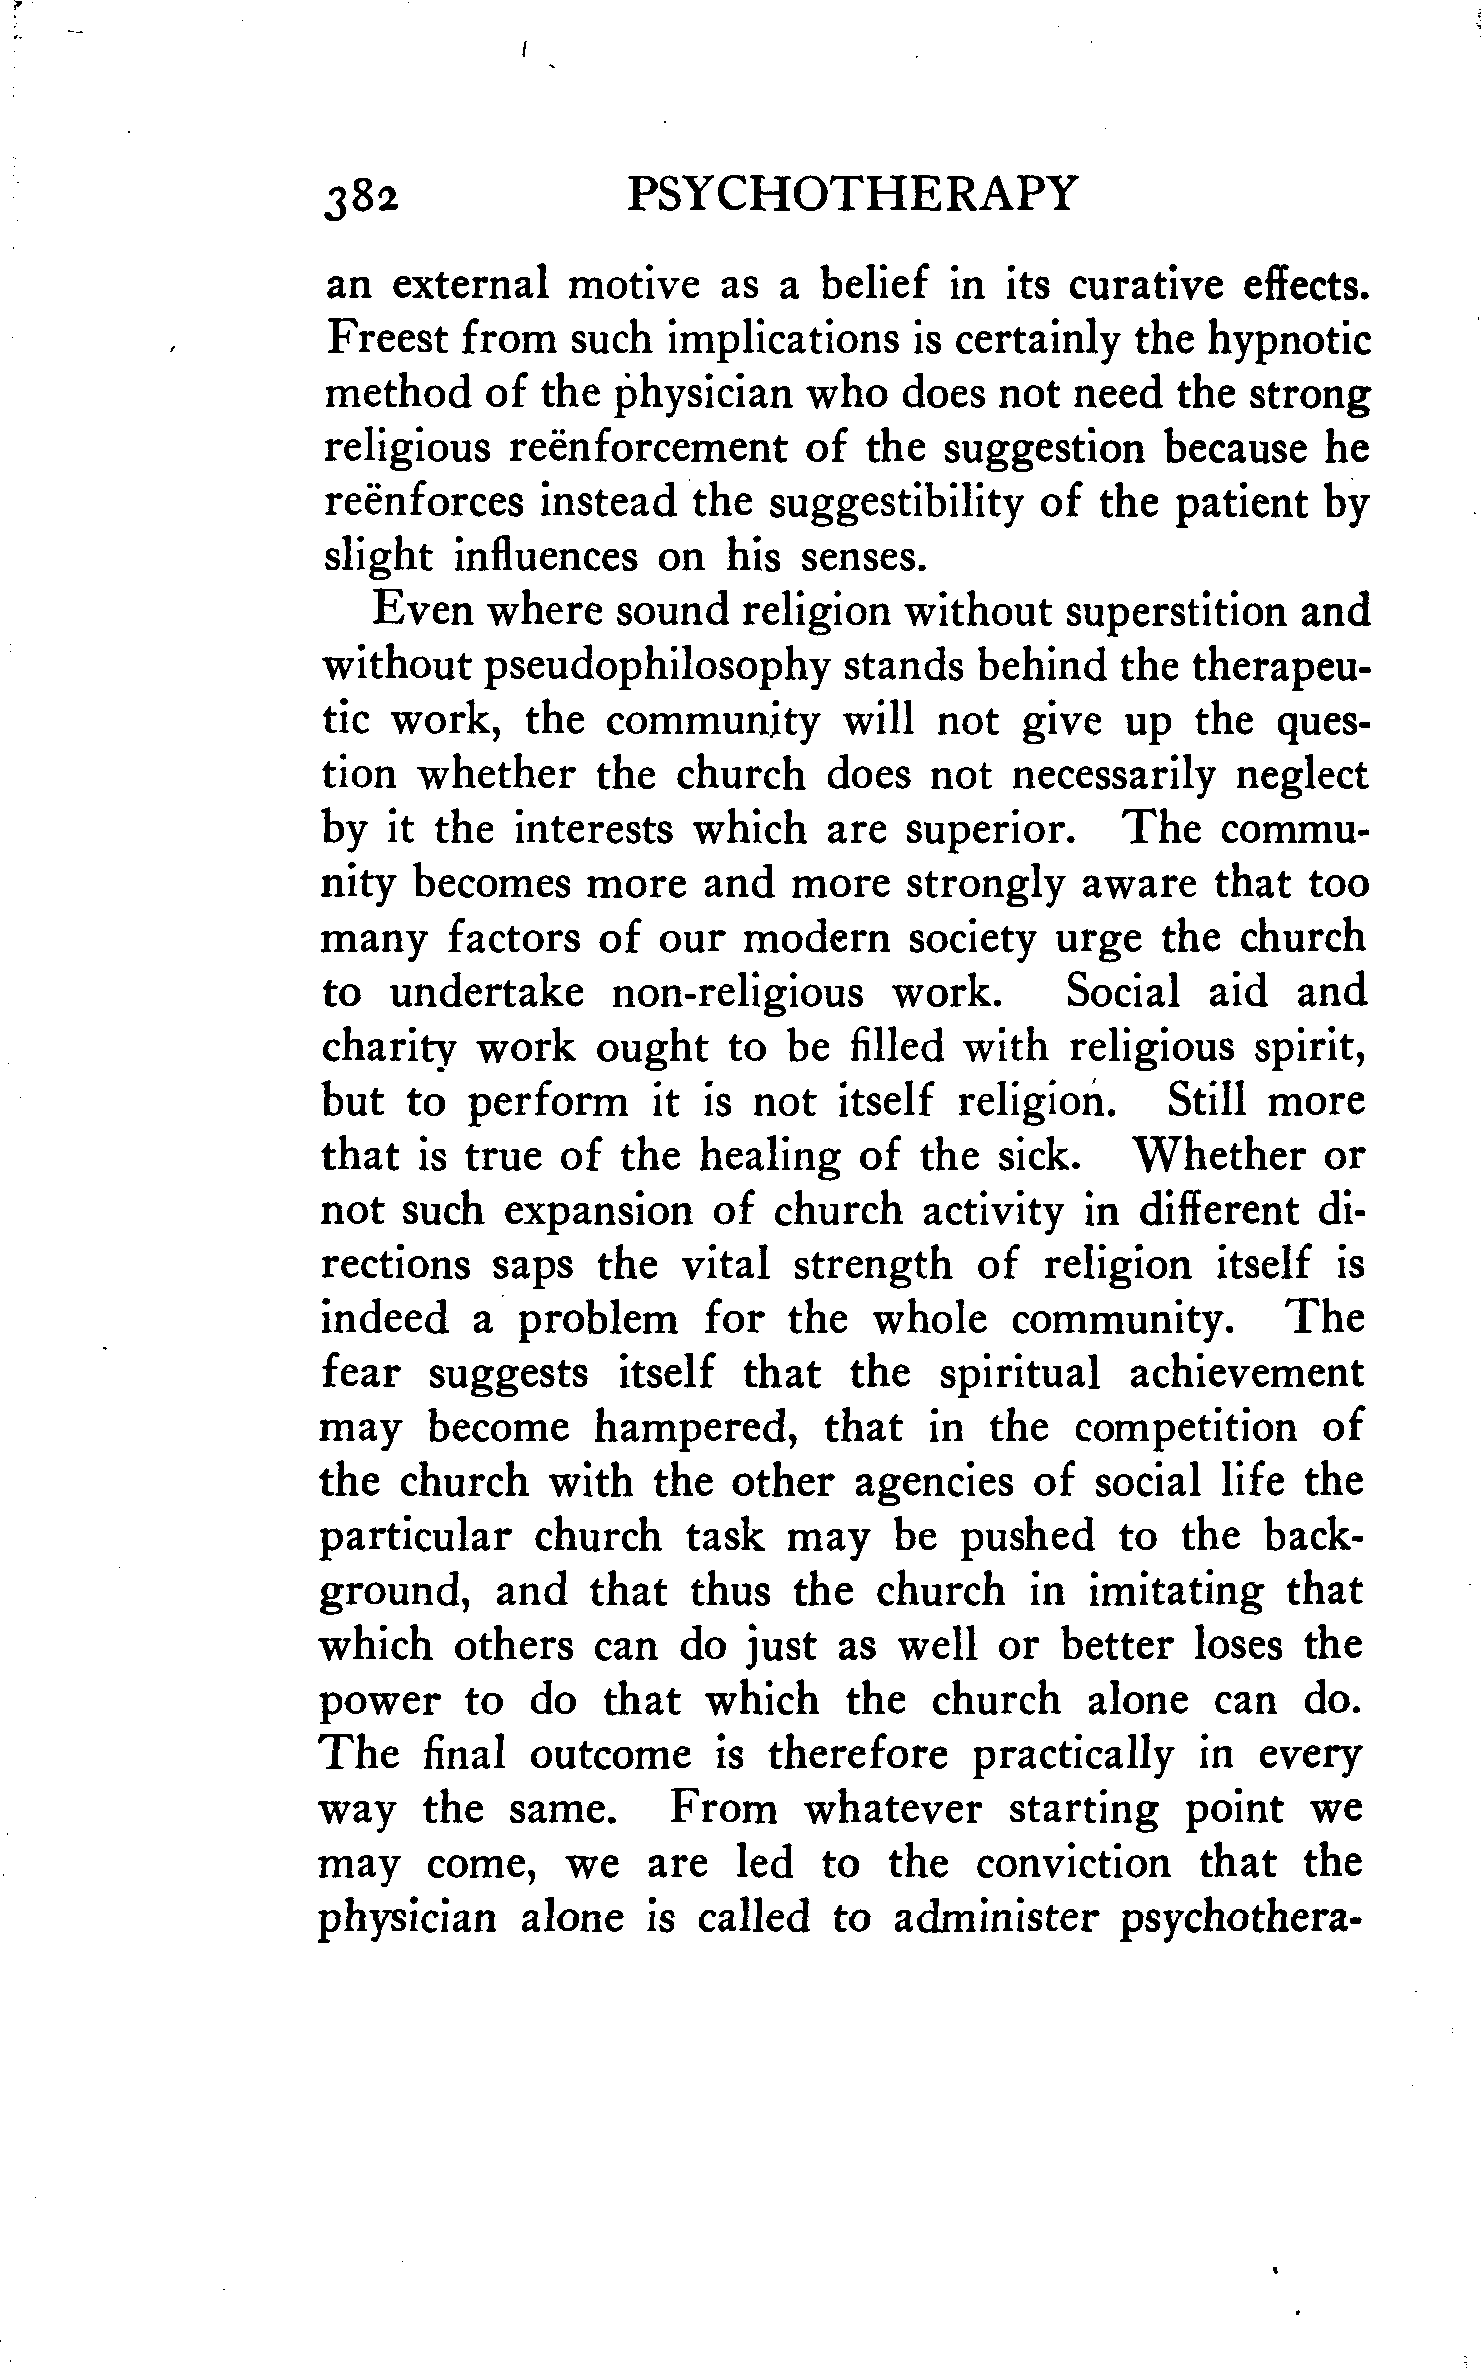 382 PSYCHOTHERAPY
an external motive as a belief in its curative effects.
Freest from such implications is certainly the hypnotic
method of the physician who does not need the strong
religious reënforcement of the suggestion because he
reënforces instead the suggestibility of the patient by
slight influences on his senses.
Even where sound religion without superstition and
without pseudophilosophy stands behind the therapeu-
tic work, the community will not give up the ques-
tion whether the church does not necessarily neglect
by it the interests which are superior. The commu-
nity becomes more and more strongly aware that too
many factors of our modern society urge the church
to undertake non-religious work. Social aid and
charity work ought to be filled with religious spirit,
but to perform it is not itself religion. Still more
that is true of the healing of the sick. Whether or
not such expansion of church activity in different di-
rections saps the vital strength of religion itself is
indeed a problem for the whole community. The
fear suggests itself that the spiritual achievement
may become hampered, that in the competition of
the church with the other agencies of social life the
particular church task may be pushed to the back-
ground, and that thus the church in imitating that
which others can do just as well or better loses the
power to do that which the church alone can do.
The final outcome is therefore practically in every
way the same. From whatever starting point we
may come, we are led to the conviction that the
physician alone is called to administer psychothera-